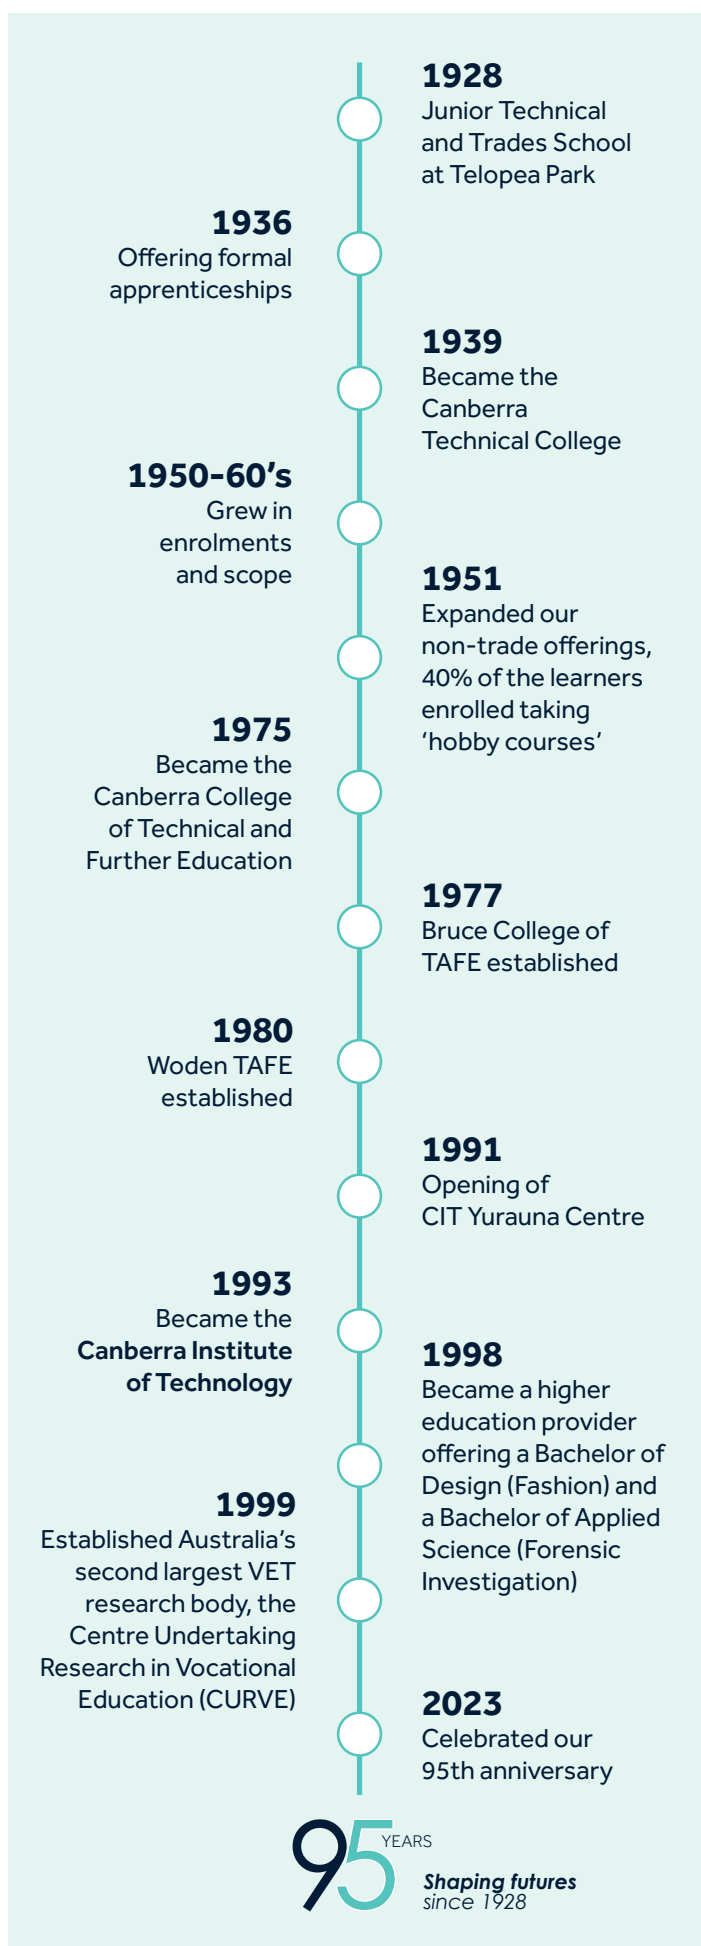 1928
Junior Technical
and Trades School
at Telopea Park
1936
Offering formal
apprenticeships
1939
Became the
Canberra
Technical College
1950-60’s
Grew in
enrolments
and scope
1951
Expanded our
non-trade offerings,
40% of the learners
enrolled taking
‘hobby courses’
1975
Became the
Canberra College
of Technical and
Further Education
1977
Bruce College of
TAFE established
1980
Woden TAFE
established
1991
Opening of
CIT Yurauna Centre
1993
Became the
Canberra Institute
of Technology
1998
Became a higher
education provider
offering a Bachelor of
Design (Fashion) and
a Bachelor of Applied
Science (Forensic
Investigation)
1999
Established Australia’s
second largest VET
research body, the
Centre Undertaking
Research in Vocational
Education (CURVE)
2023
Celebrated our
95th anniversary
95 YEARS
Shaping futures
since 1928